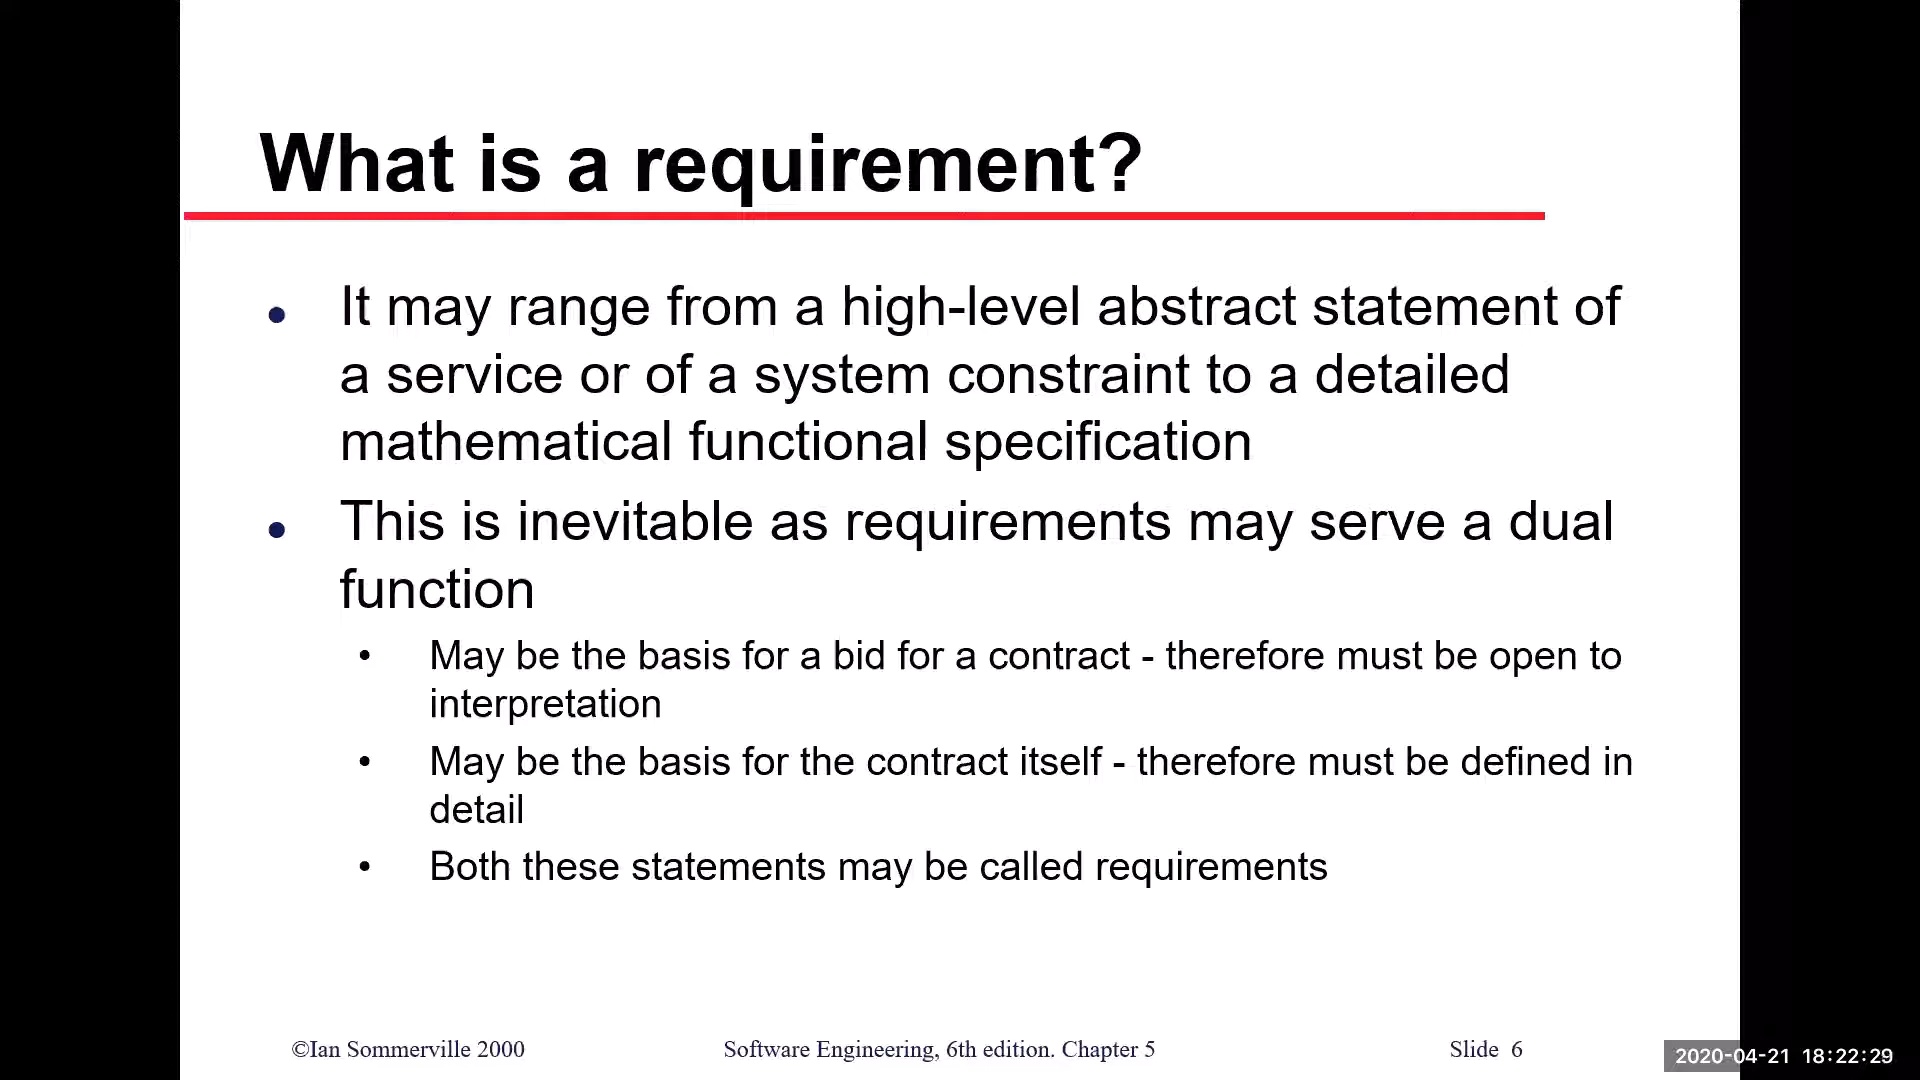 What is a requirement?
• It may range from a high-level abstract statement of
a service or of a system constraint to a detailed
mathematical functional specification
• This is inevitable as requirements may serve a dual
function
• May be the basis for a bid for a contract - therefore must be open to
interpretation
• May be the basis for the contract itself - therefore must be defined in
detail
• Both these statements may be called requirements
©Ian Sommerville 2000
Software Engineering, 6th edition. Chapter 5
Slide 6
2020-04-21 18:22:29